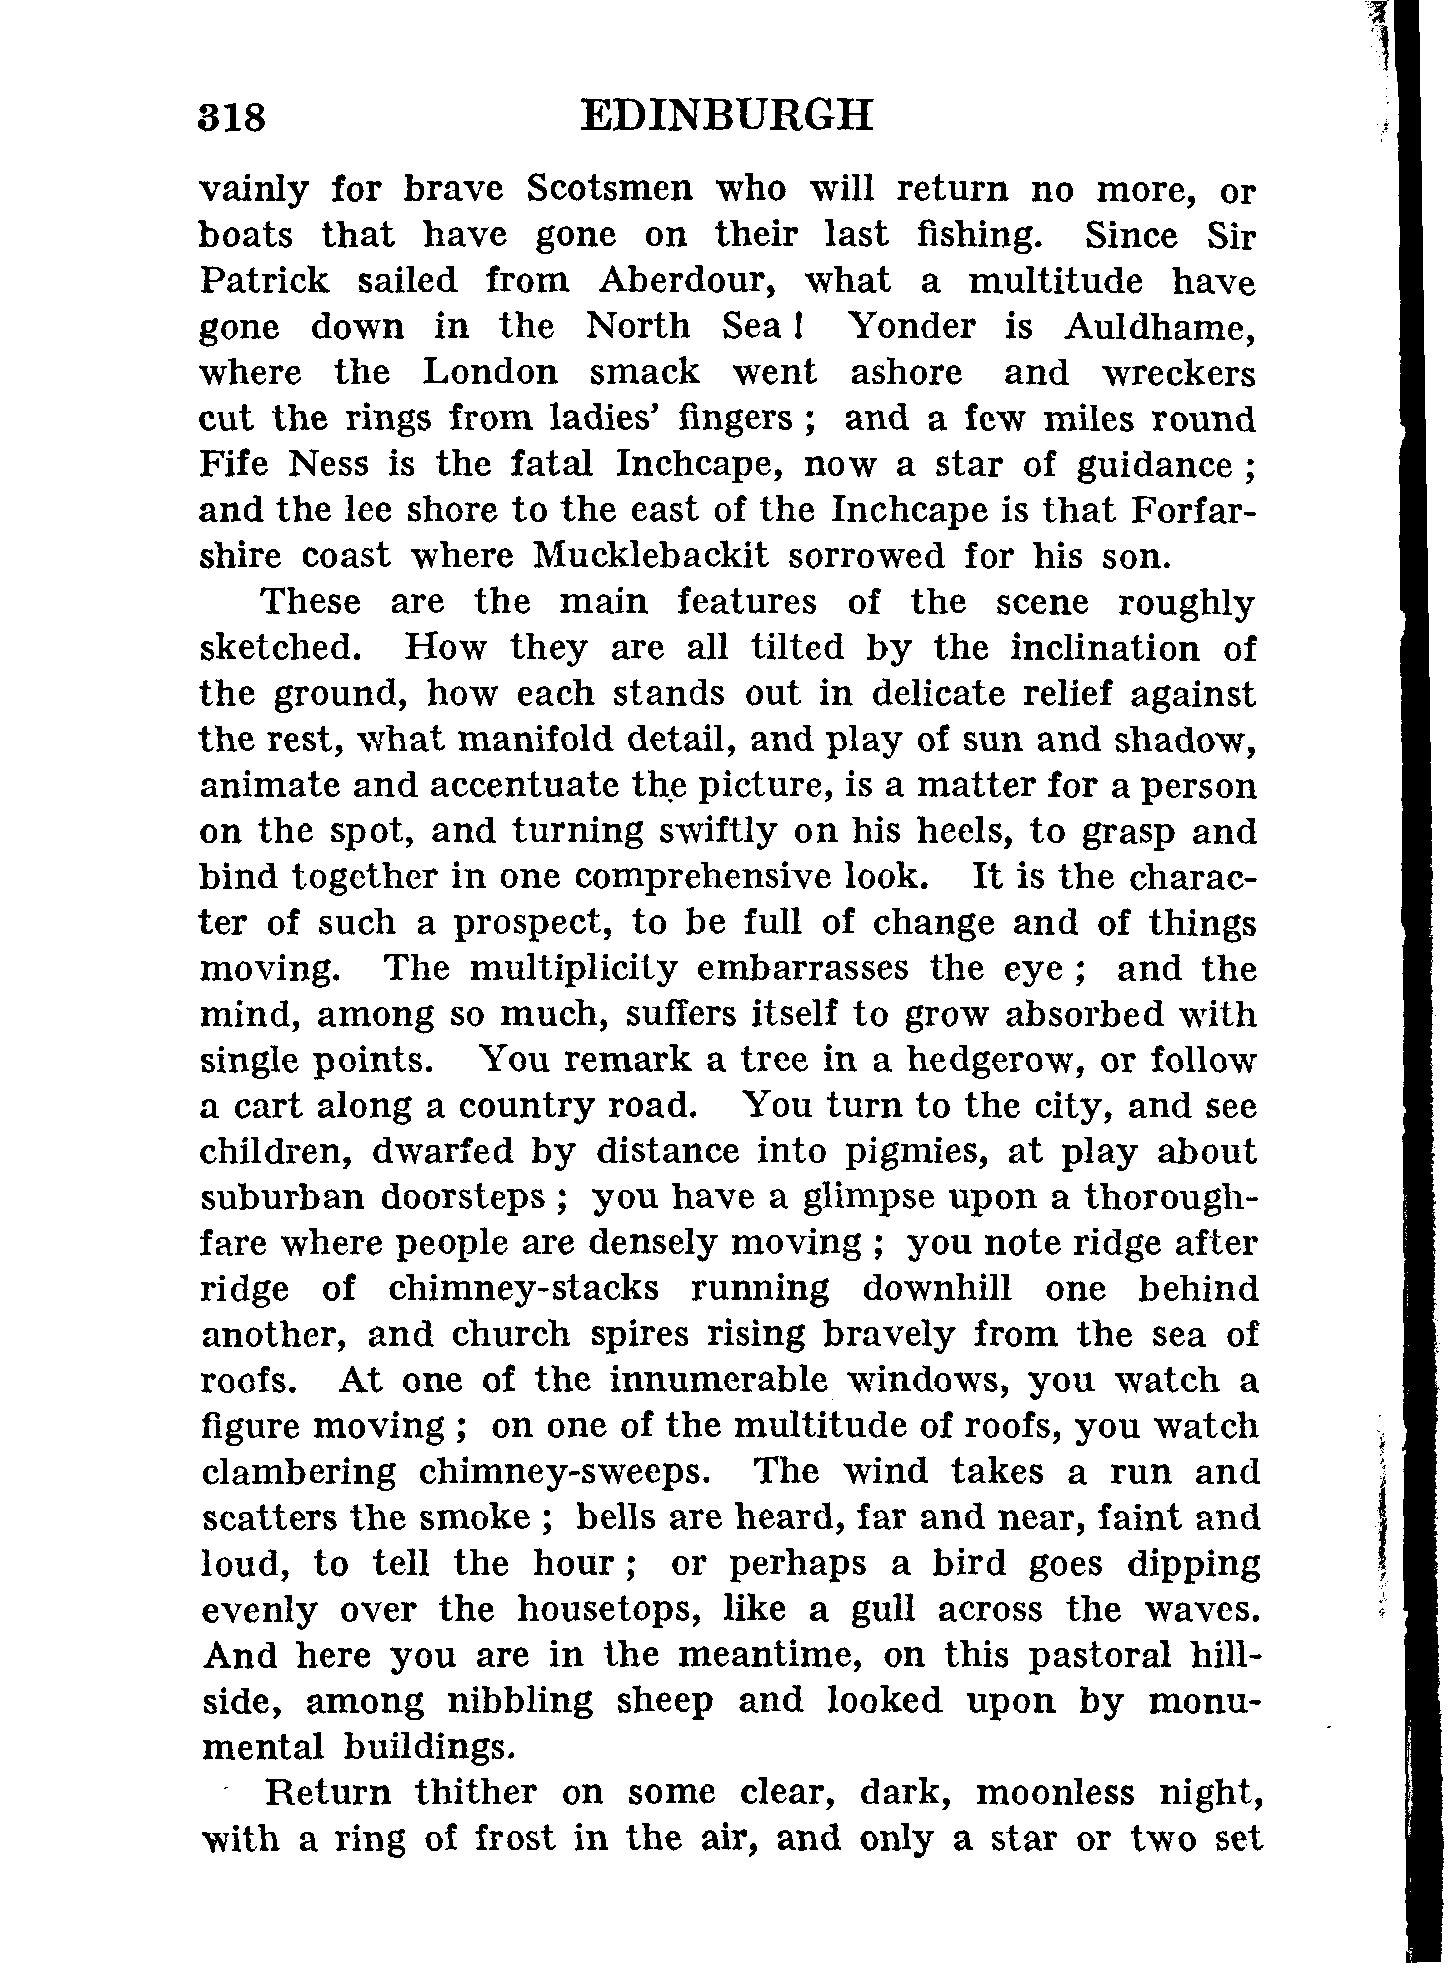 318 EDINBURGH
vainly for brave Scotsmen who will return no more, or
boats that have gone on their last fishing. Since Sir
Patrick sailed from Aberdour, what a multitude have
gone down in the North Sea ! Yonder is Auldhame,
where the London smack went ashore and wreckers
cut the rings from ladies' fingers ; and a few miles round
Fife Ness is the fatal Inchcape, now a star of guidance ;
and the lee shore to the east of the Inchcape is that Forfar-
shire coast where Mucklebackit sorrowed for his son.
These are the main features of the scene roughly
sketched. How they are all tilted by the inclination of
the ground, how each stands out in delicate relief against
the rest, what manifold detail, and play of sun and shadow,
animate and accentuate the picture, is a matter for a person
on the spot, and turning swiftly on his heels, to grasp and
bind together in one comprehensive look. It is the charac-
ter of such a prospect, to be full of change and of things
moving. The multiplicity embarrasses the eye ; and the
mind, among so much, suffers itself to grow absorbed with
single points. You remark a tree in a hedgerow, or follow
a cart along a country road. You turn to the city, and see
children, dwarfed by distance into pigmies, at play about
suburban doorsteps ; you have a glimpse upon a thorough-
fare where people are densely moving ; you note ridge after
ridge of chimney-stacks running downhill one behind
another, and church spires rising bravely from the sea of
roofs. At one of the innumerable windows, you watch a
figure moving ; on one of the multitude of roofs, you watch
clambering chimney-sweeps. The wind takes a run and
scatters the smoke ; bells are heard, far and near, faint and
loud, to tell the hour ; or perhaps a bird goes dipping
evenly over the housetops, like a gull across the waves.
And here you are in the meantime, on this pastoral hill-
side, among nibbling sheep and looked upon by monu-
mental buildings.
Return thither on some clear, dark, moonless night,
with a ring of frost in the air, and only a star or two set